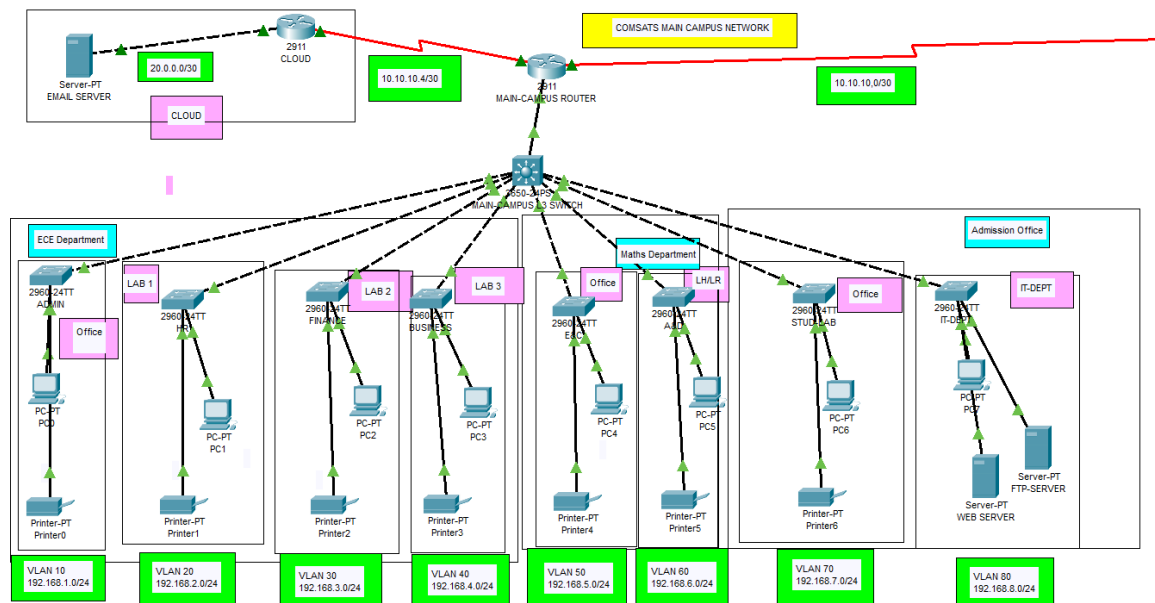 COMSATS MAIN CAMPUS NETWORK
2911
CLOUD
20.0.0.0/30
Server-PT
EMAIL SERVER
CLOUD
10.10.10.4/30
2911
MAIN-CAMPUS ROUTER
10.10.10,0/30
3650-24PS
MAIN-CAMPUS L3 SWITCH
ECE Department
Maths Department
Admission Office
2960-24TT
ADMIN
Office
LAB 1
2960-24TT
HR1
LAB 2
2960-24TT
FINANCE
LAB 3
2960-24TT
BUSINESS
Office
2960-24TT
E&C
LH/LR
2960-24TT
A&D
Office
2960-24TT
STUD-LAB
IT-DEPT
2960-24TT
IT-DEPT
PC-PT
PC0
PC-PT
PC1
PC-PT
PC2
PC-PT
PC3
PC-PT
PC4
PC-PT
PC5
PC-PT
PC6
PC-PT
PC7
Server-PT
FTP-SERVER
Server-PT
WEB SERVER
Printer-PT
Printer0
Printer-PT
Printer1
Printer-PT
Printer2
Printer-PT
Printer3
Printer-PT
Printer4
Printer-PT
Printer5
Printer-PT
Printer6
VLAN 10
192.168.1.0/24
VLAN 20
192.168.2.0/24
VLAN 30
192.168.3.0/24
VLAN 40
192.168.4.0/24
VLAN 50
192.168.5.0/24
VLAN 60
192.168.6.0/24
VLAN 70
192.168.7.0/24
VLAN 80
192.168.8.0/24